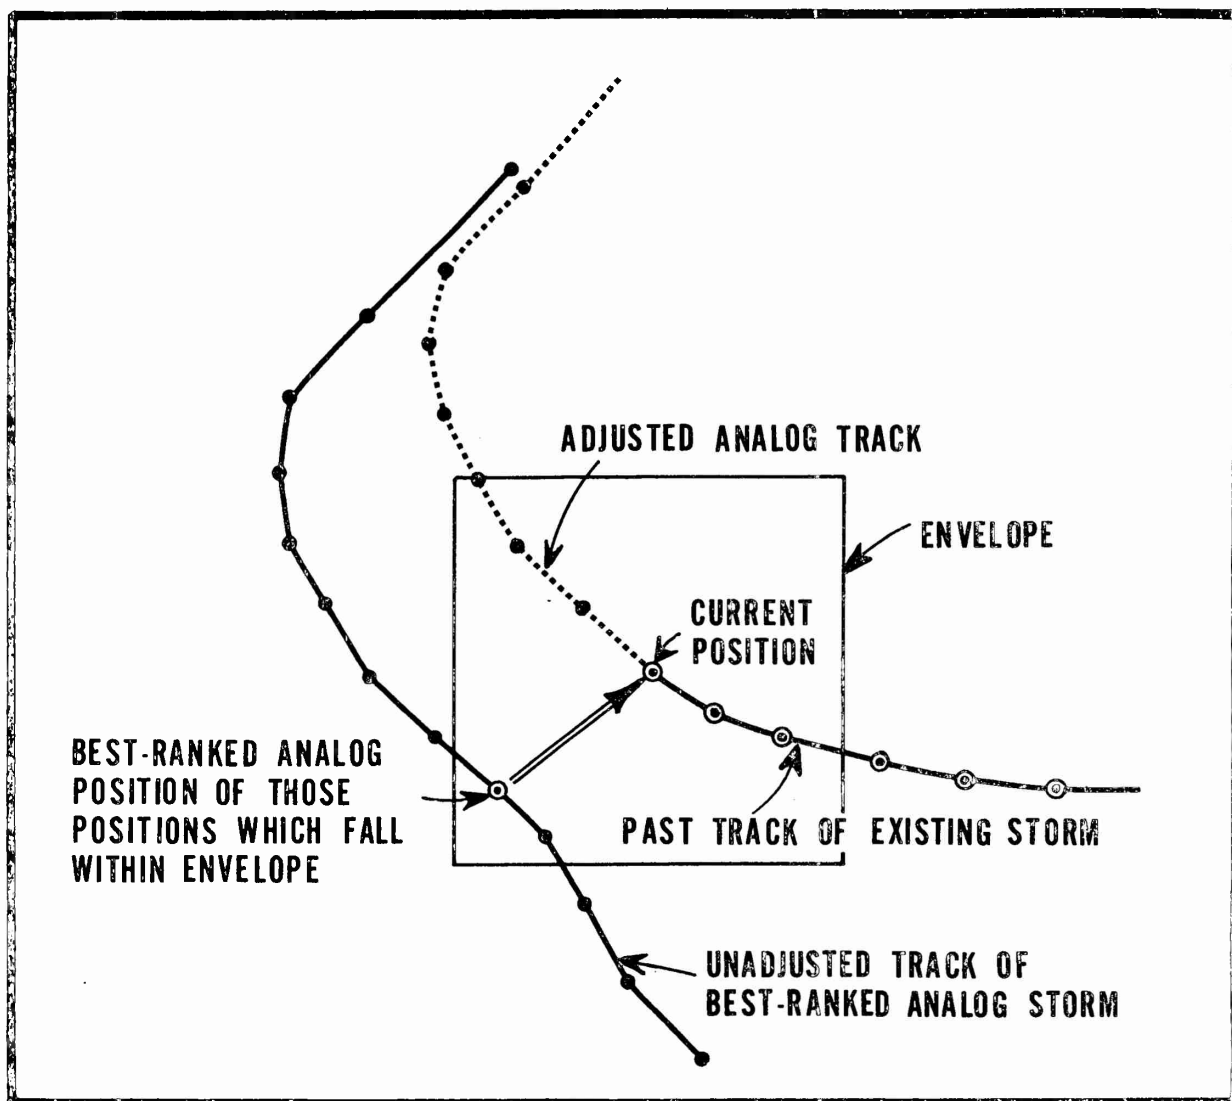 ADJUSTED ANALOG TRACK
ENVELOPE
CURRENT
POSITION
BEST-RANKED ANALOG
POSITION OF THOSE
POSITIONS WHICH FALL
WITHIN ENVELOPE
PAST TRACK OF EXISTING STORM
UNADJUSTED TRACK OF
BEST-RANKED ANALOG STORM